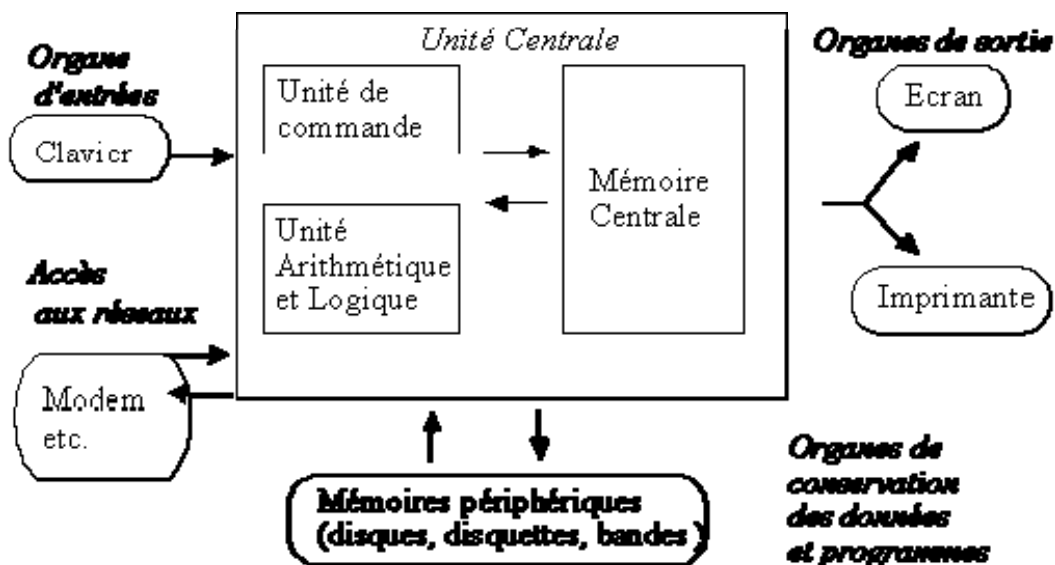 Unité Centrale
Organe
d'entrées
Clavier
Unité de
commande
Unité
Arithmétique
et Logique
Mémoire
Centrale
Organes de sortie
Ecran
Imprimante
Accès
aux réseaux
Modem
etc.
Mémoires périphériques
(disques, disquettes, bandes )
Organes de
conservation
des données
et programmes